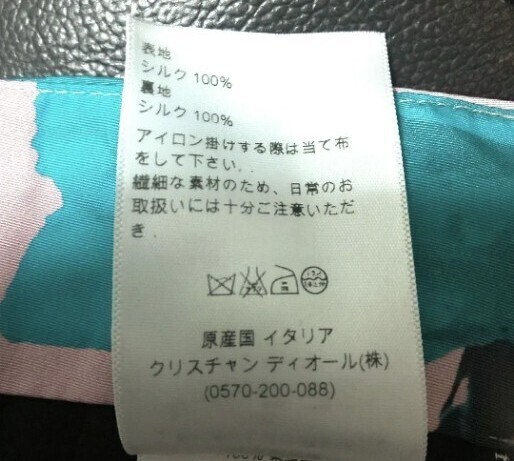 表地
シルク 100%
裏地
シルク 100%
アイロン掛けする際は当て布
をして下さい．．
繊細な素材のため、日常のお
取扱いには十分ご注意いただ
き．
原産国 イタリア
クリスチャン ディオール(株)
(0570-200-088)
100%